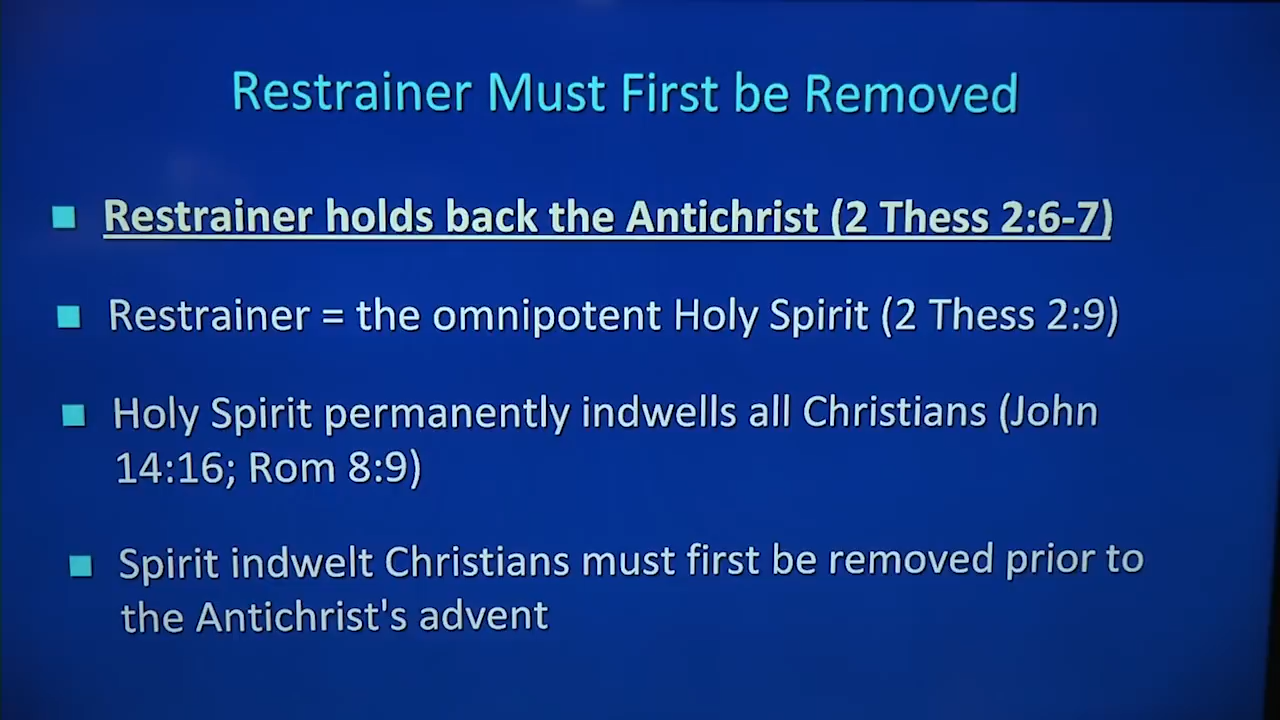 Restrainer Must First be Removed
Restrainer holds back the Antichrist (2 Thess 2:6-7)
Restrainer = the omnipotent Holy Spirit (2 Thess 2:9)
Holy Spirit permanently indwells all Christians (John
14:16; Rom 8:9)
Spirit indwelt Christians must first be removed prior to
the Antichrist's advent